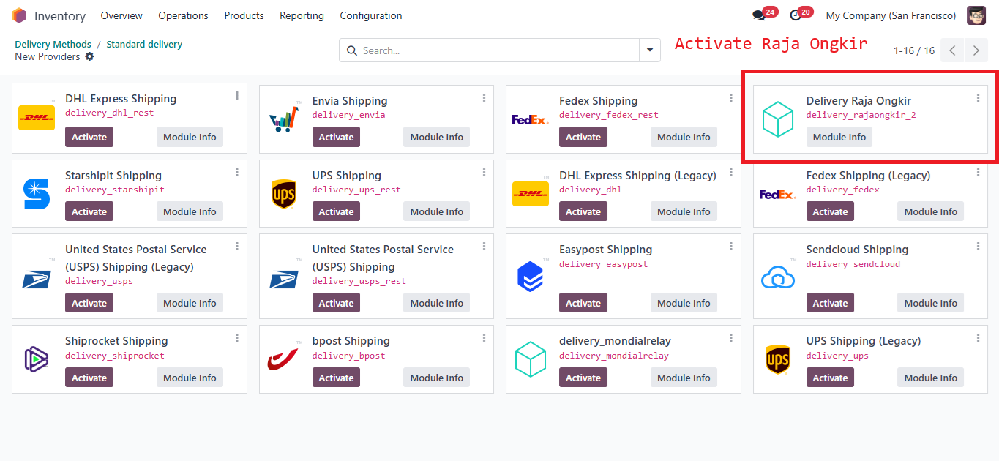 Inventory Overview Operations Products Reporting Configuration 24 20 My Company (San Francisco)
Delivery Methods / Standard delivery
New Providers
Search...
Activate Raja Ongkir
1-16 / 16
DHL Express Shipping
delivery_dhl_rest
Activate Module Info
Envia Shipping
delivery_envia
Activate Module Info
Fedex Shipping
delivery_fedex_rest
Activate Module Info
Delivery Raja Ongkir
delivery_rajaongkir_2
Module Info
Starshipit Shipping
delivery_starshipit
Activate Module Info
UPS Shipping
delivery_ups_rest
Activate Module Info
DHL Express Shipping (Legacy)
delivery_dhl
Activate Module Info
Fedex Shipping (Legacy)
delivery_fedex
Activate Module Info
United States Postal Service
(USPS) Shipping (Legacy)
delivery_usps
Activate Module Info
United States Postal Service
(USPS) Shipping
delivery_usps_rest
Activate Module Info
Easypost Shipping
delivery_easypost
Activate Module Info
Sendcloud Shipping
delivery_sendcloud
Activate Module Info
Shiprocket Shipping
delivery_shiprocket
Activate Module Info
bpost Shipping
delivery_bpost
Activate Module Info
delivery_mondialrelay
delivery_mondialrelay
Activate Module Info
UPS Shipping (Legacy)
delivery_ups
Activate Module Info
DHL
FedEx
UPS
DHL
FedEx
UPS